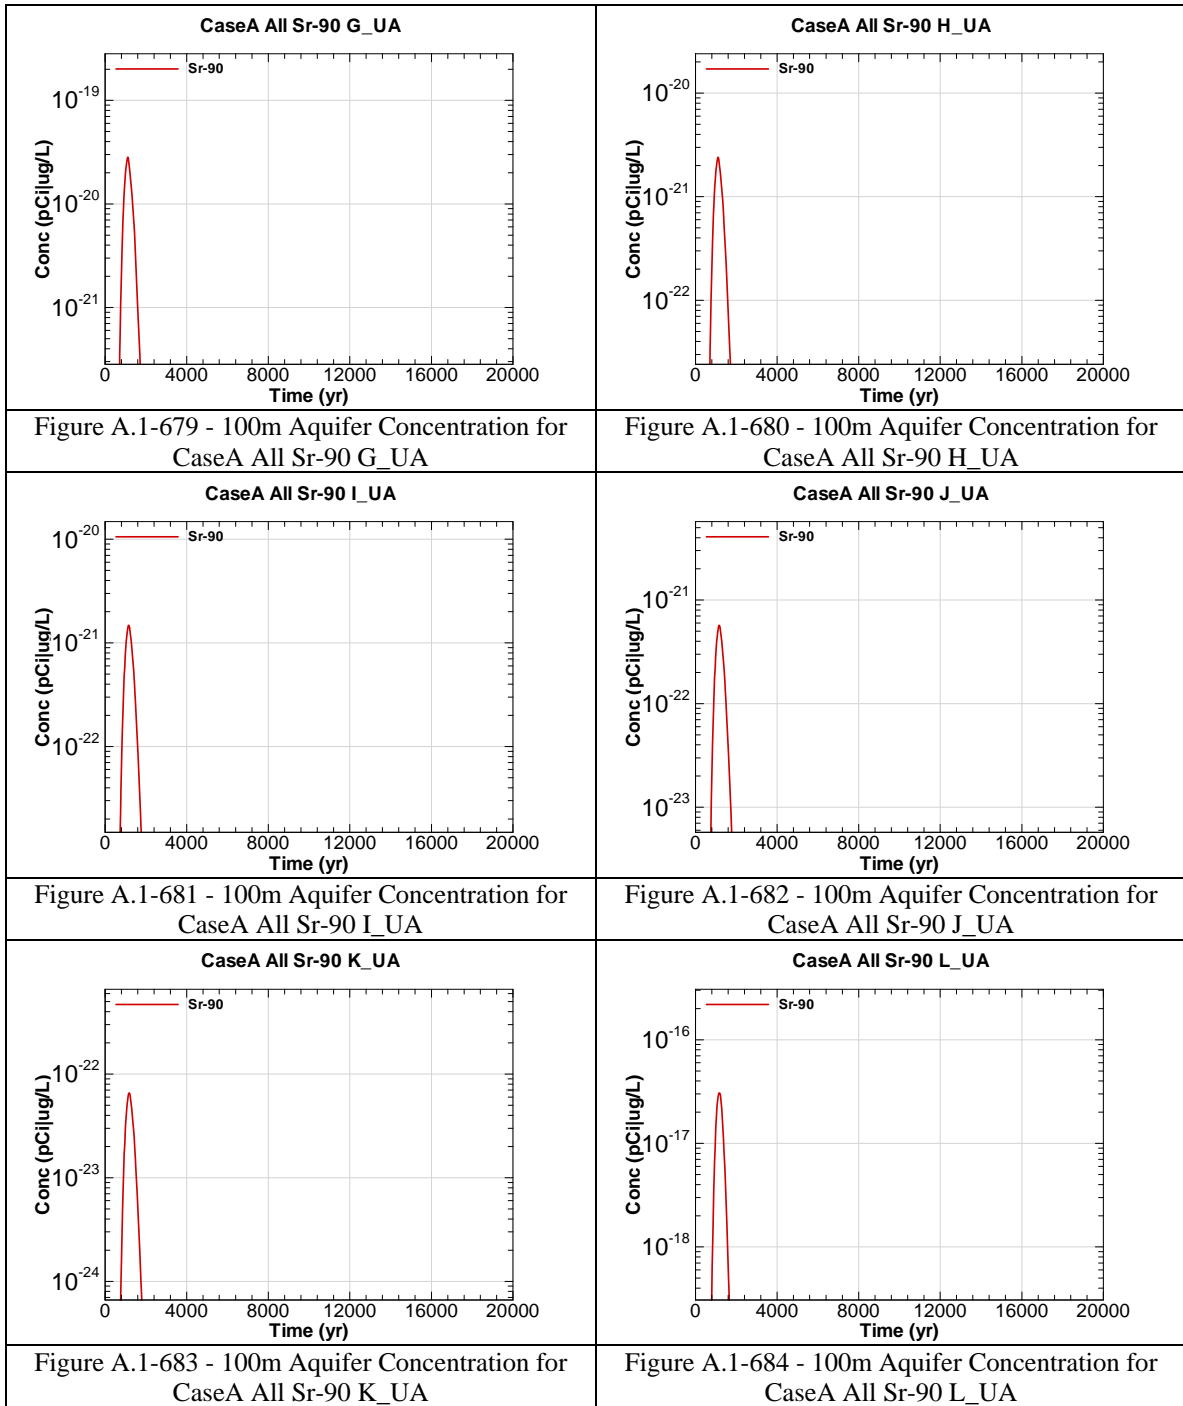 CaseA All Sr-90 G_UA
Sr-90
10-19
10-20
10-21
Conc (pCi|ug/L)
0 4000 8000 12000 16000 20000
Time (yr)
Figure A.1-679 - 100m Aquifer Concentration for
CaseA All Sr-90 G_UA
CaseA All Sr-90 H_UA
Sr-90
10-20
10-21
10-22
Conc (pCi|ug/L)
0 4000 8000 12000 16000 20000
Time (yr)
Figure A.1-680 - 100m Aquifer Concentration for
CaseA All Sr-90 H_UA
CaseA All Sr-90 I_UA
Sr-90
10-20
10-21
10-22
Conc (pCi|ug/L)
0 4000 8000 12000 16000 20000
Time (yr)
Figure A.1-681 - 100m Aquifer Concentration for
CaseA All Sr-90 I_UA
CaseA All Sr-90 J_UA
Sr-90
10-21
10-22
10-23
Conc (pCi|ug/L)
0 4000 8000 12000 16000 20000
Time (yr)
Figure A.1-682 - 100m Aquifer Concentration for
CaseA All Sr-90 J_UA
CaseA All Sr-90 K_UA
Sr-90
10-22
10-23
10-24
Conc (pCi|ug/L)
0 4000 8000 12000 16000 20000
Time (yr)
Figure A.1-683 - 100m Aquifer Concentration for
CaseA All Sr-90 K_UA
CaseA All Sr-90 L_UA
Sr-90
10-16
10-17
10-18
Conc (pCi|ug/L)
0 4000 8000 12000 16000 20000
Time (yr)
Figure A.1-684 - 100m Aquifer Concentration for
CaseA All Sr-90 L_UA